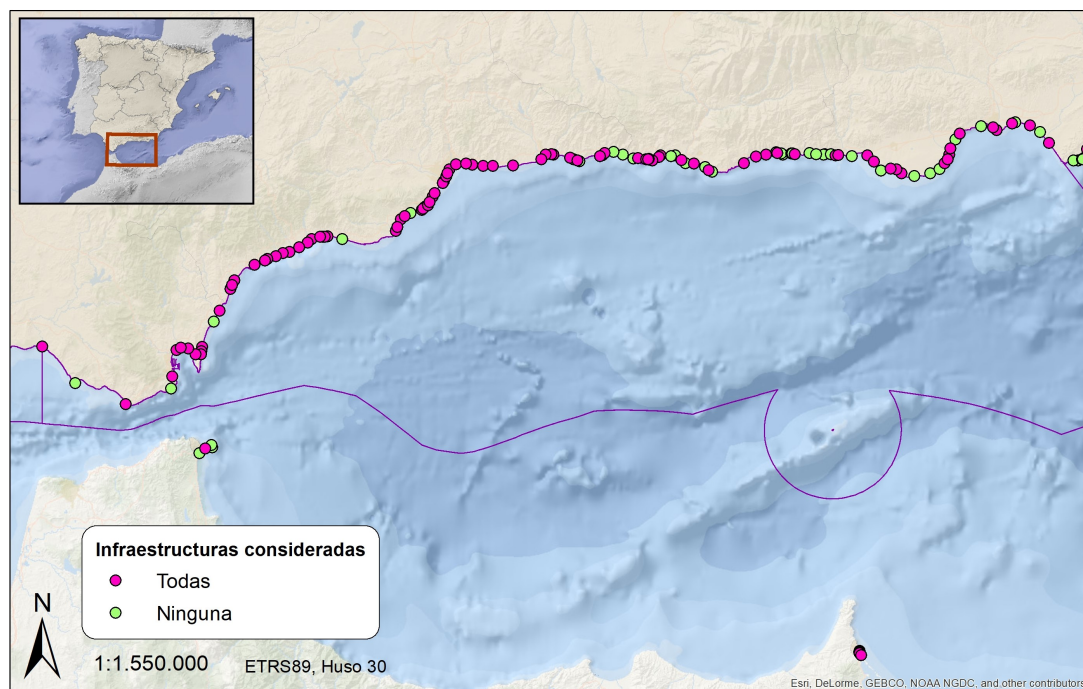 Infraestructuras consideradas
Todas
Ninguna
N
1:1.550.000
ETRS89, Huso 30
Esri, DeLorme, GEBCO, NOAA NGDC, and other contributors